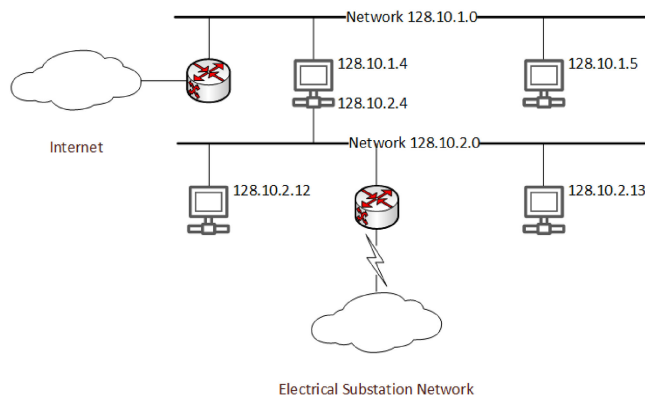 Network 128.10.1.0
128.10.1.4
128.10.1.5
128.10.2.4
Internet
Network 128.10.2.0
128.10.2.12
128.10.2.13
Electrical Substation Network